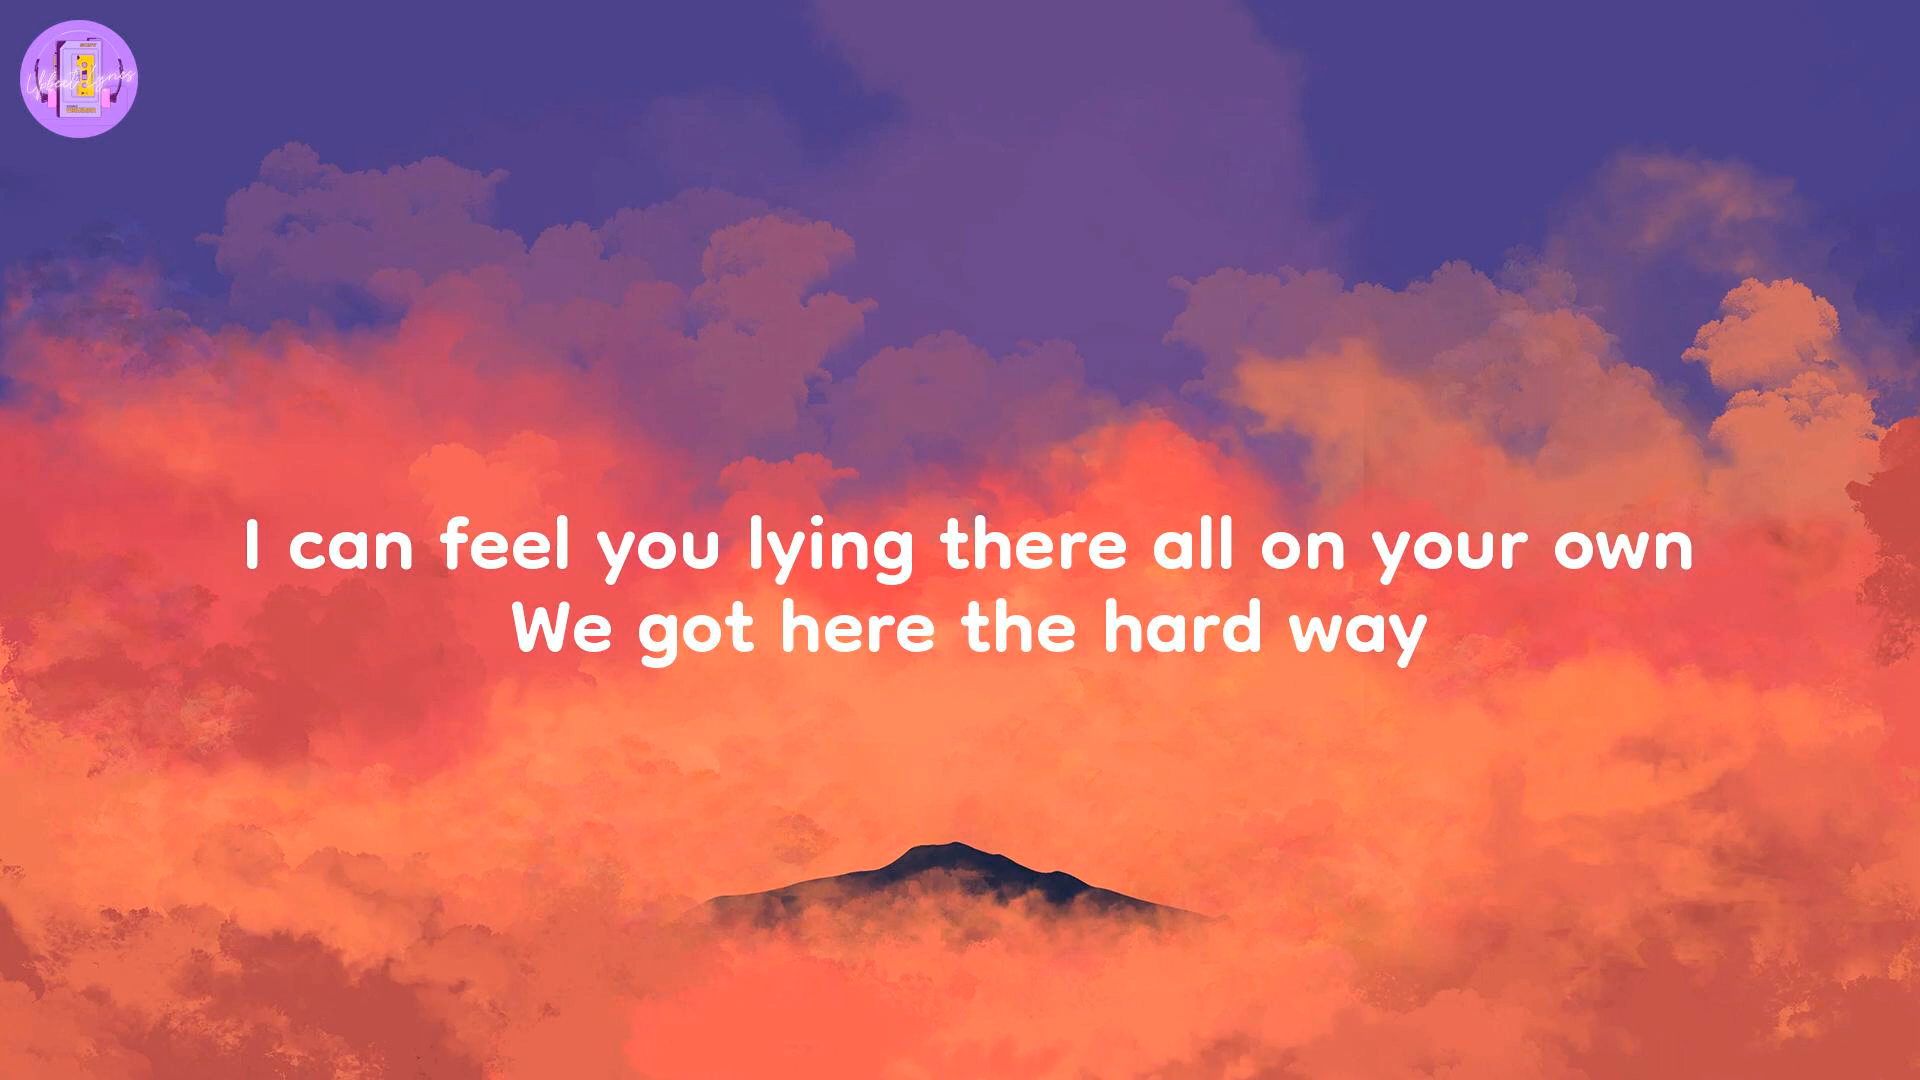 I can feel you lying there all on your own
We got here the hard way